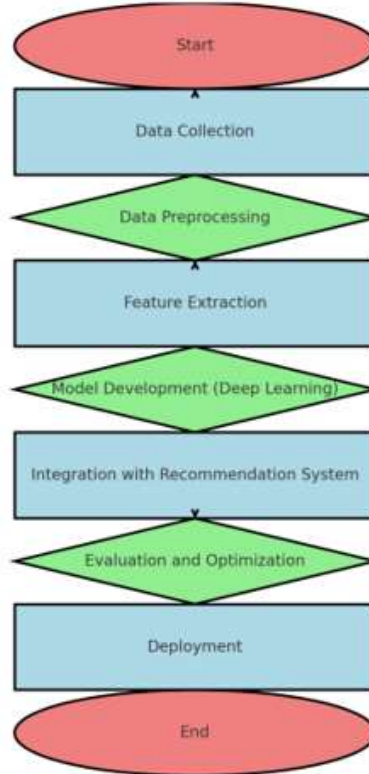 Start
Data Collection
Data Preprocessing
Feature Extraction
Model Development (Deep Learning)
Integration with Recommendation System
Evaluation and Optimization
Deployment
End